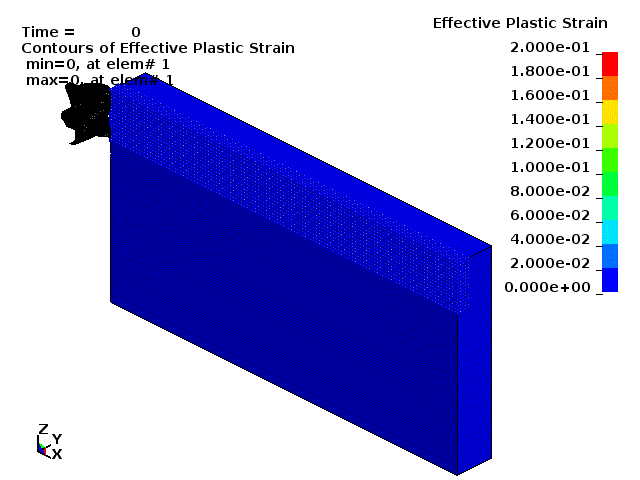 Time = 0
Contours of Effective Plastic Strain
min=0, at elem# 1
max=0, at elem# 1
Effective Plastic Strain
2.000e-01
1.800e-01
1.600e-01
1.400e-01
1.200e-01
1.000e-01
8.000e-02
6.000e-02
4.000e-02
2.000e-02
0.000e+00
Z
Y
X